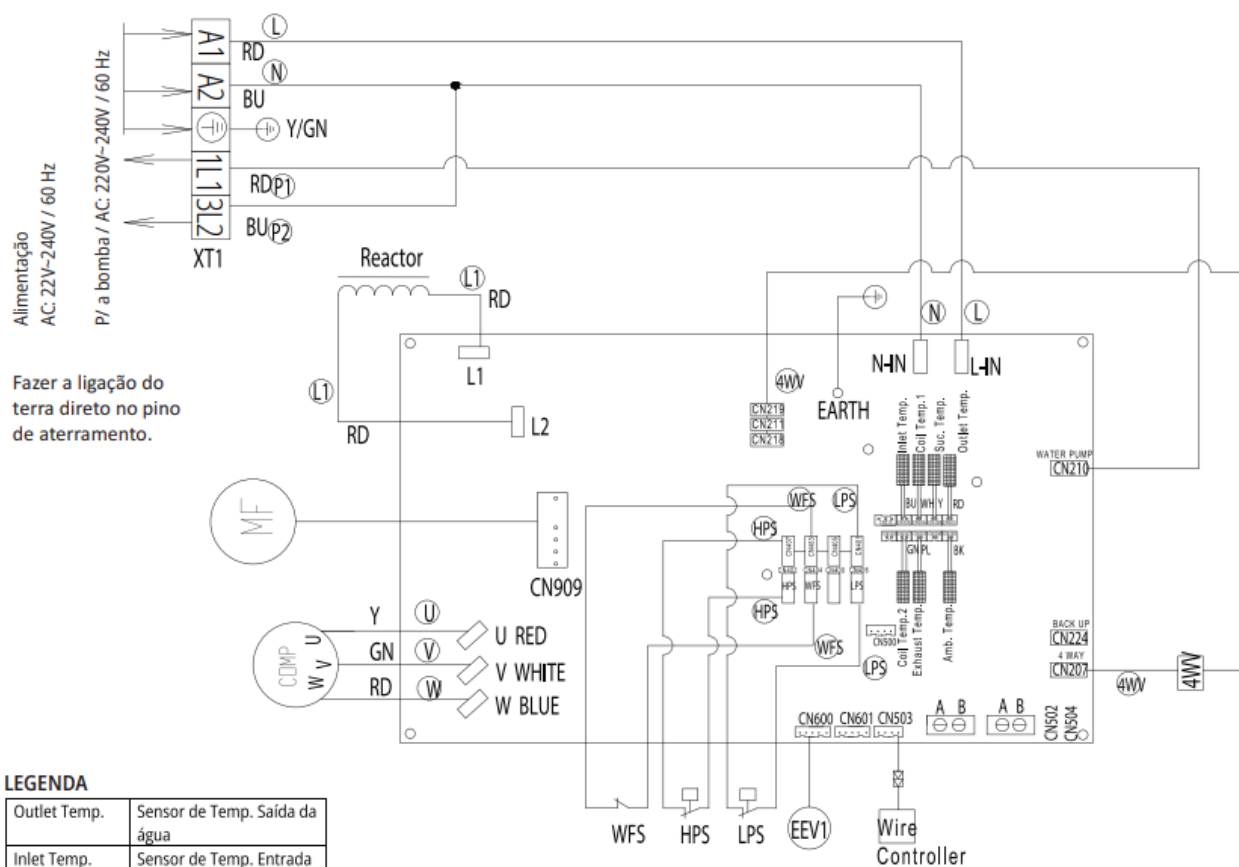 A1
L
RD
A2
N
BU
Y/GN
1L1
RD
P1
3L2
BU
P2
XT1
Alimentação
AC: 22V~240V / 60 Hz
P/ a bomba / AC: 220V~240V / 60 Hz
Fazer a ligação do
terra direto no pino
de aterramento.
Reactor
L1
RD
L1
L1
RD
L2
N
L
N-IN
L-IN
EARTH
4WV
CN219
CN211
CN218
Inlet Temp.
Coil Temp.1
Suc. Temp.
Outlet Temp.
BU
WH
Y
RD
GN
PL
BK
Coil Temp.2
Exhaust Temp.
Amb. Temp.
WATER PUMP
CN210
MF
CN909
HPS
WFS
LPS
HPS
WFS
LPS
HPS
WFS
LPS
CN500
BACK UP
CN224
4 WAY
CN207
4WV
4WV
COMP
U
V
W
Y
U
U RED
GN
V
V WHITE
RD
W
W BLUE
CN600
CN601
CN503
A B
A B
CN502
CN504
WFS
HPS
LPS
EEV1
Wire
Controller
LEGENDA
Outlet Temp.
Sensor de Temp. Saída da
água
Inlet Temp.
Sensor de Temp. Entrada